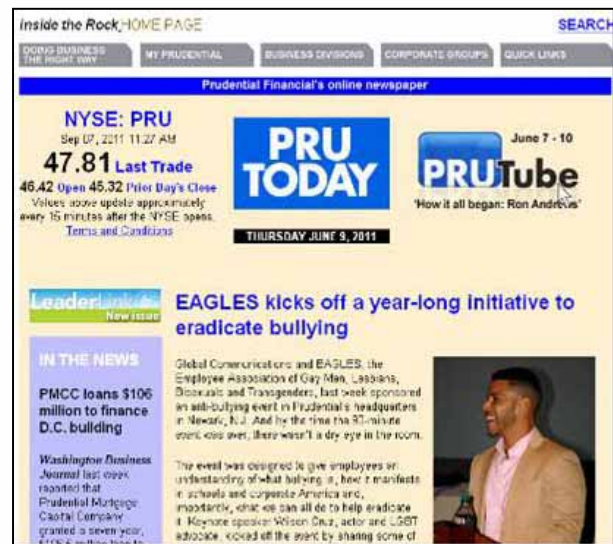 Inside the Rock, HOME PAGE
SEARCH
DOING BUSINESS
THE RIGHT WAY
MY PRUDENTIAL
BUSINESS DIVISIONS
CORPORATE GROUPS
QUICK LINKS
Prudential Financial's online newspaper
NYSE: PRU
Sep 07, 2011 11:27 AM
47.81 Last Trade
46.42 Open 45.32 Prior Day's Close
Values above update approximately
every 15 minutes after the NYSE opens.
Terms and Conditions
PRU
TODAY
THURSDAY JUNE 9, 2011
June 7 - 10
PRUTube
'How it all began: Ron Andrews'
LeaderLink
New issue
IN THE NEWS
PMCC loans $106
million to finance
D.C. building
Washington Business
Journal last week
reported that
Prudential Mortgage
Capital Company
granted a seven year,
EAGLES kicks off a year-long initiative to
eradicate bullying
Global Communications and EAGLES, the
Employee Association of Gay Men, Lesbians,
Bisexuals and Transgenders, last week sponsored
an anti-bullying event in Prudential's headquarters
in Newark, N.J. And by the time the 90-minute
event was over, there wasn't a dry eye in the room.
The event was designed to give employees an
understanding of what bullying is, how it manifests
in schools and corporate America and,
importantly, what we can all do to help eradicate
it. Keynote speaker Wilson Cruz, actor and LGBT
advocate, kicked off the event by sharing some of